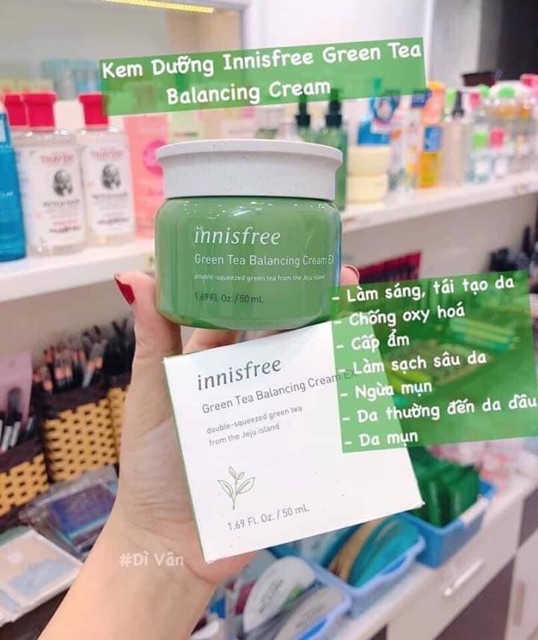 Kem Dưỡng Innisfree Green Tea
Balancing Cream
THAYERS
innisfree
Green Tea Balancing Cream EX
double-squeezed green tea from the Jeju island
1.69 Fl. Oz. / 50 mL
- Làm sáng, tái tạo da
- Chống oxy hoá
- Cấp ẩm
- Làm sạch sâu da
- Ngừa mụn
- Da thường đến da dầu
- Da mụn
innisfree
Green Tea Balancing Cream
double-squeezed green tea
from the Jeju island
1.69 Fl. Oz. / 50 mL
#Dì Vân